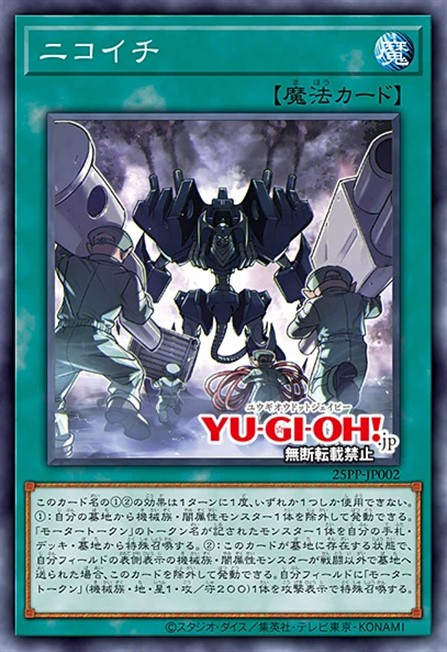 ニコイチ
魔
【魔法カード】
ユウギオウドットジェイピー
YU-GI-OH!.jp
無断転載禁止
25PP-JP002
このカード名の①②の効果は1ターンに1度、いずれか1つしか使用できない。
①:自分の墓地から機械族・闇属性モンスター1体を除外して発動できる。
「モータートークン」のトークン名が記されたモンスター1体を自分の手札・
デッキ・墓地から特殊召喚する。②:このカードが墓地に存在する状態で、
自分フィールドの表側表示の機械族・闇属性モンスターが戦闘以外で墓地へ
送られた場合、このカードを除外して発動できる。自分フィールドに「モーター
トークン」(機械族・地・星1・攻/守200)1体を攻撃表示で特殊召喚する。
©スタジオ・ダイス/集英社・テレビ東京・KONAMI